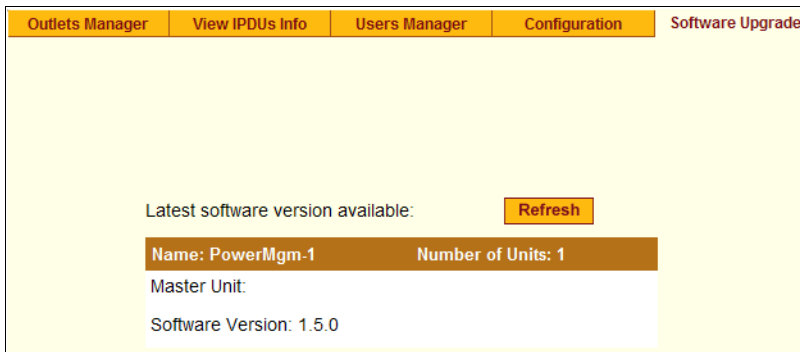 Outlets Manager View IPDUs Info Users Manager Configuration Software Upgrade
Latest software version available: Refresh
Name: PowerMgm-1 Number of Units: 1
Master Unit:
Software Version: 1.5.0